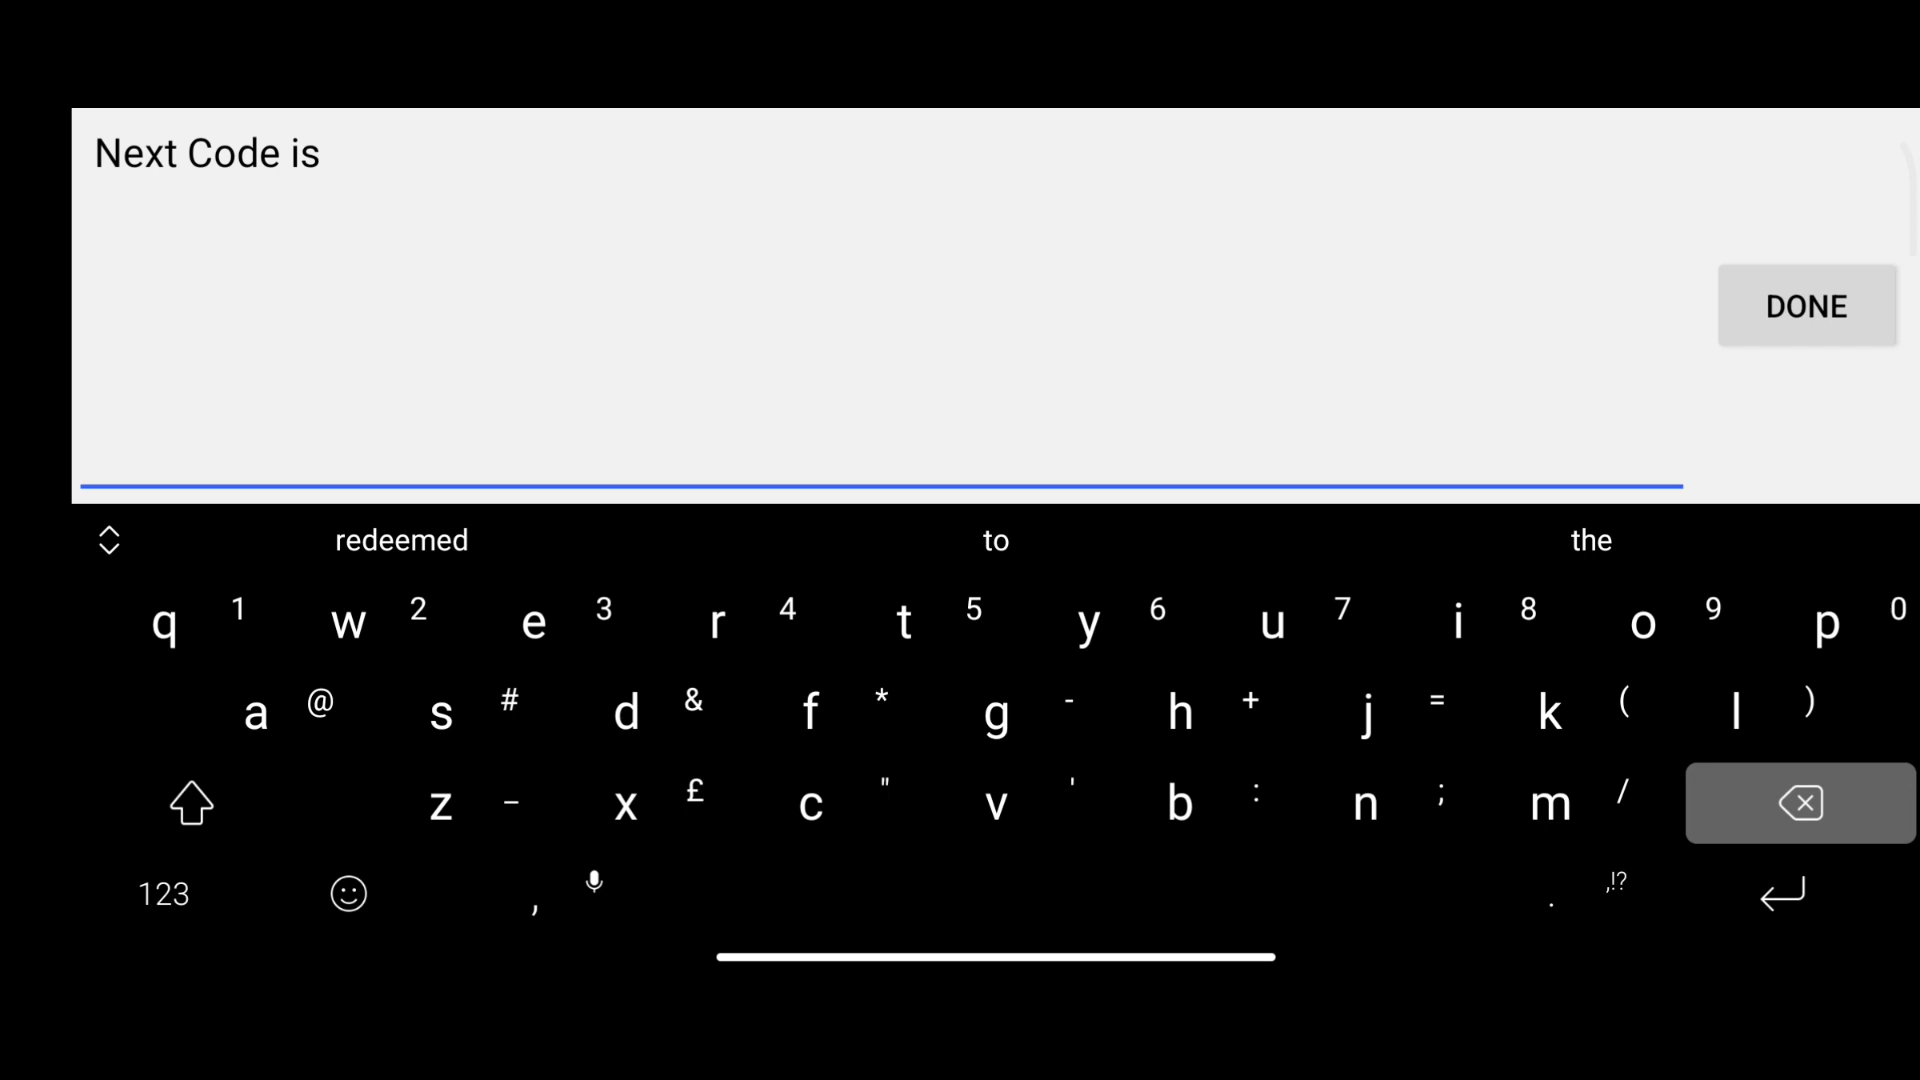 Next Code is
DONE
redeemed to the
q 1 w 2 e 3 r 4 t 5 y 6 u 7 i 8 o 9 p 0
a @ s # d & f * g - h + j = k ( l )
z _ x £ c " v ' b : n ; m /
123 , . ,!?